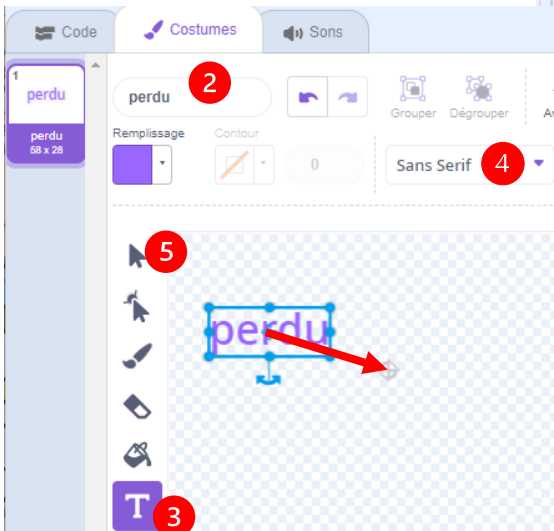 Code
Costumes
Sons
1
perdu
perdu
58 x 28
perdu
2
Grouper
Dégrouper
Remplissage
Contour
0
Sans Serif
4
5
perdu
T
3